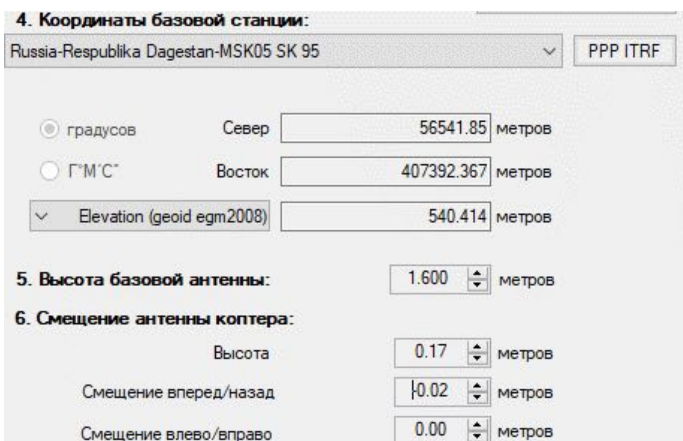 4. Координаты базовой станции:
Russia-Respublika Dagestan-MSK05 SK 95 PPP ITRF
градусов Север 56541.85 метров
Г°М'С" Восток 407392.367 метров
Elevation (geoid egm2008) 540.414 метров
5. Высота базовой антенны: 1.600 метров
6. Смещение антенны коптера:
Высота 0.17 метров
Смещение вперед/назад -0.02 метров
Смещение влево/вправо 0.00 метров